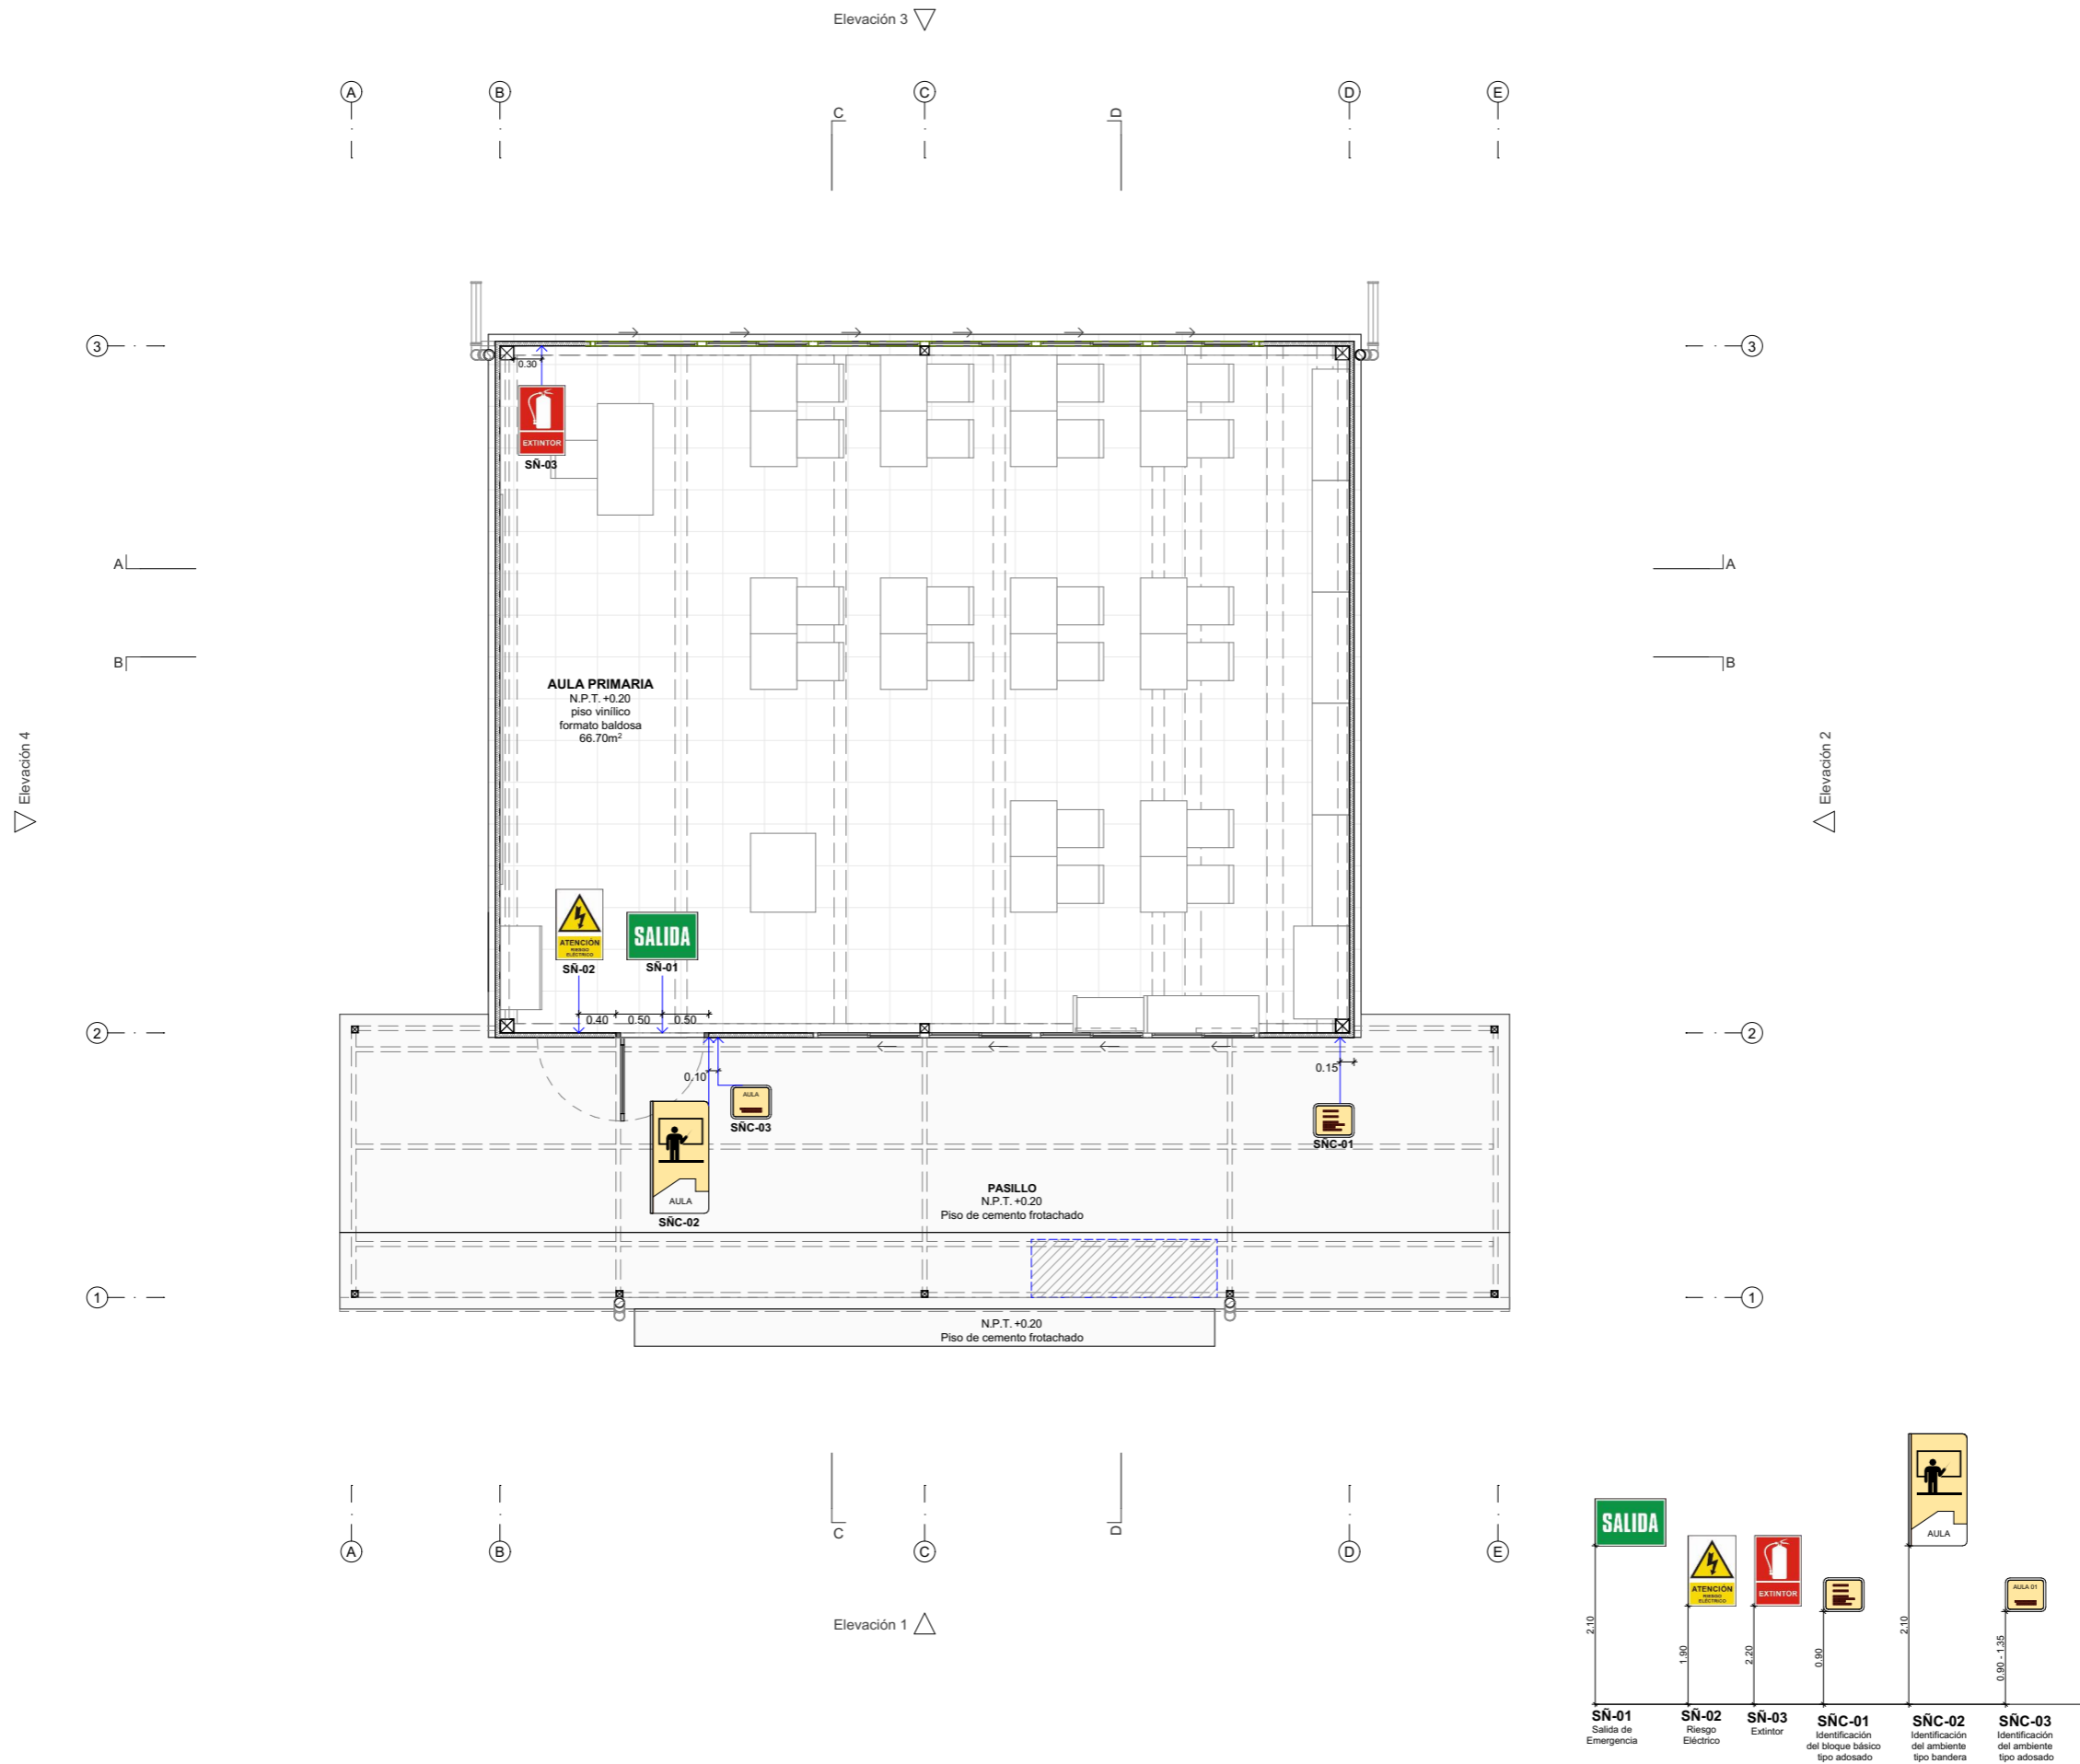 Elevación 3
A
B
C
D
E
C
D
3
3
0.30
EXTINTOR
SÑ-03
A
A
B
B
AULA PRIMARIA
N.P.T. +0.20
piso vinílico
formato baldosa
66.70m²
Elevación 4
Elevación 2
ATENCIÓN
RIESGO
ELÉCTRICO
SALIDA
SÑ-02
SÑ-01
0.40
0.50
0.50
2
2
0.10
0.15
AULA
SÑC-03
SÑC-01
AULA
SÑC-02
PASILLO
N.P.T. +0.20
Piso de cemento frotachado
1
1
N.P.T. +0.20
Piso de cemento frotachado
C
D
A
B
C
D
E
Elevación 1
SALIDA
ATENCIÓN
RIESGO
ELÉCTRICO
EXTINTOR
AULA
AULA 01
2.10
1.90
2.20
0.90
2.10
0.90 - 1.35
SÑ-01
Salida de
Emergencia
SÑ-02
Riesgo
Eléctrico
SÑ-03
Extintor
SÑC-01
Identificación
del bloque básico
tipo adosado
SÑC-02
Identificación
del ambiente
tipo bandera
SÑC-03
Identificación
del ambiente
tipo adosado